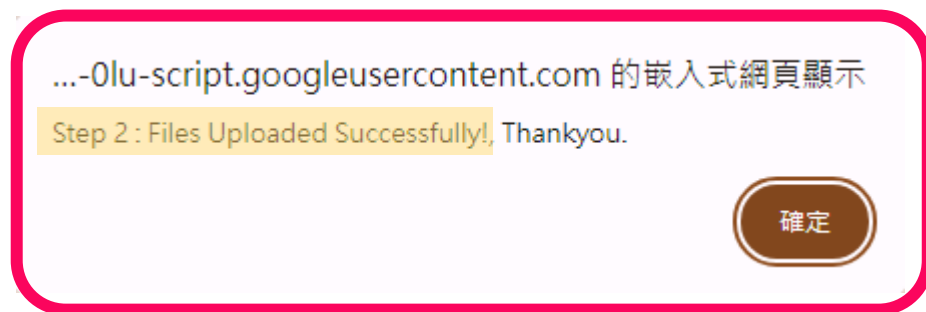 ...-0lu-script.googleusercontent.com 的嵌入式網頁顯示
Step 2 : Files Uploaded Successfully!, Thankyou.
確定